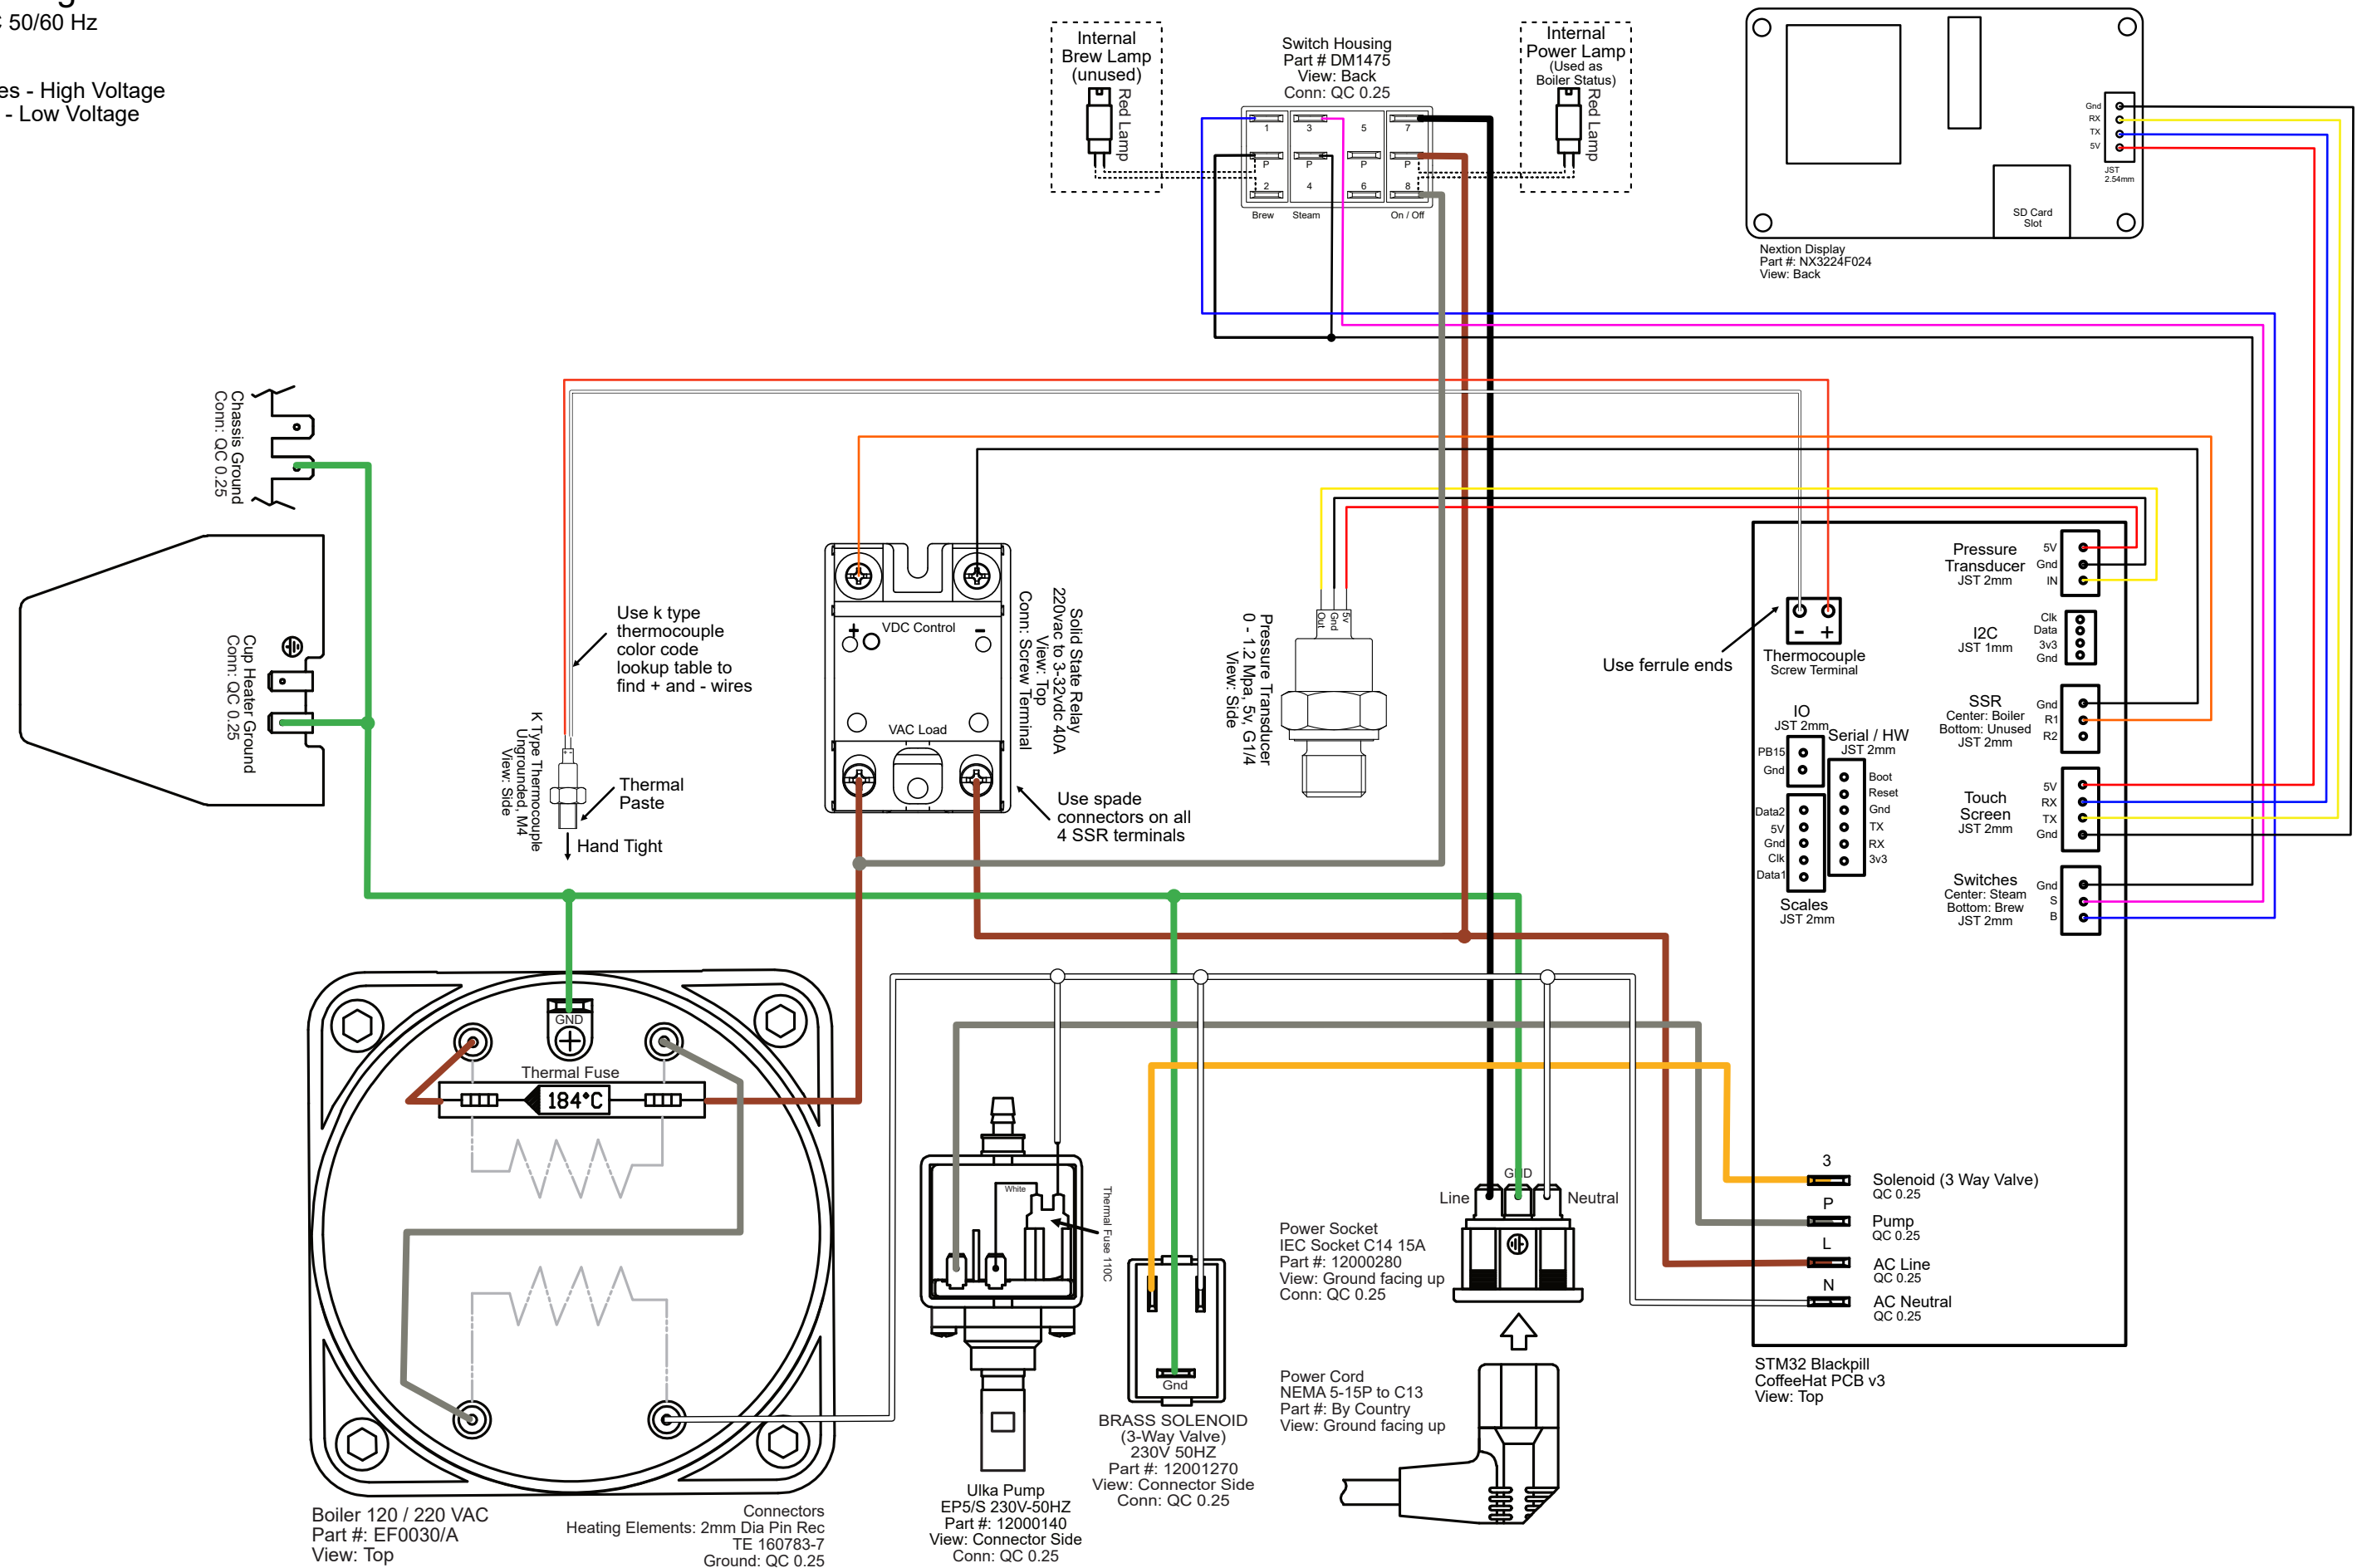 C 50/60 Hz
es - High Voltage
- Low Voltage
Internal
Brew Lamp
(unused)
Red Lamp
Switch Housing
Part # DM1475
View: Back
Conn: QC 0.25
Internal
Power Lamp
(Used as
Boiler Status)
Red Lamp
1
3
5
7
P
P
P
P
2
4
6
8
Brew
Steam
On / Off
Gnd
RX
TX
5V
JST
2.54mm
SD Card
Slot
Nextion Display
Part #: NX3224F024
View: Back
Chassis Ground
Conn: QC 0.25
Cup Heater Ground
Conn: QC 0.25
Use k type
thermocouple
color code
lookup table to
find + and - wires
K Type Thermocouple
Ungrounded, M4
View: Side
Thermal
Paste
Hand Tight
+
VDC Control
-
VAC Load
Solid State Relay
220vac to 3-32vdc 40A
View: Top
Conn: Screw Terminal
Use spade
connectors on all
4 SSR terminals
Out
Gnd
5v
Pressure Transducer
0 - 1.2 Mpa, 5v, G1/4
View: Side
Use ferrule ends
- +
Thermocouple
Screw Terminal
Pressure
Transducer
JST 2mm
5V
Gnd
IN
I2C
JST 1mm
Clk
Data
3v3
Gnd
SSR
Center: Boiler
Bottom: Unused
JST 2mm
Gnd
R1
R2
IO
JST 2mm
PB15
Gnd
Serial / HW
JST 2mm
Boot
Reset
Gnd
TX
RX
3v3
Data2
5V
Gnd
Clk
Data1
Scales
JST 2mm
Touch
Screen
JST 2mm
5V
RX
TX
Gnd
Switches
Center: Steam
Bottom: Brew
JST 2mm
Gnd
S
B
GND
Thermal Fuse
184°C
Boiler 120 / 220 VAC
Part #: EF0030/A
View: Top
Connectors
Heating Elements: 2mm Dia Pin Rec
TE 160783-7
Ground: QC 0.25
White
Thermal Fuse 110C
Ulka Pump
EP5/S 230V-50HZ
Part #: 12000140
View: Connector Side
Conn: QC 0.25
Gnd
BRASS SOLENOID
(3-Way Valve)
230V 50HZ
Part #: 12001270
View: Connector Side
Conn: QC 0.25
Line
GND
Neutral
Power Socket
IEC Socket C14 15A
Part #: 12000280
View: Ground facing up
Conn: QC 0.25
Power Cord
NEMA 5-15P to C13
Part #: By Country
View: Ground facing up
3
Solenoid (3 Way Valve)
QC 0.25
P
Pump
QC 0.25
L
AC Line
QC 0.25
N
AC Neutral
QC 0.25
STM32 Blackpill
CoffeeHat PCB v3
View: Top